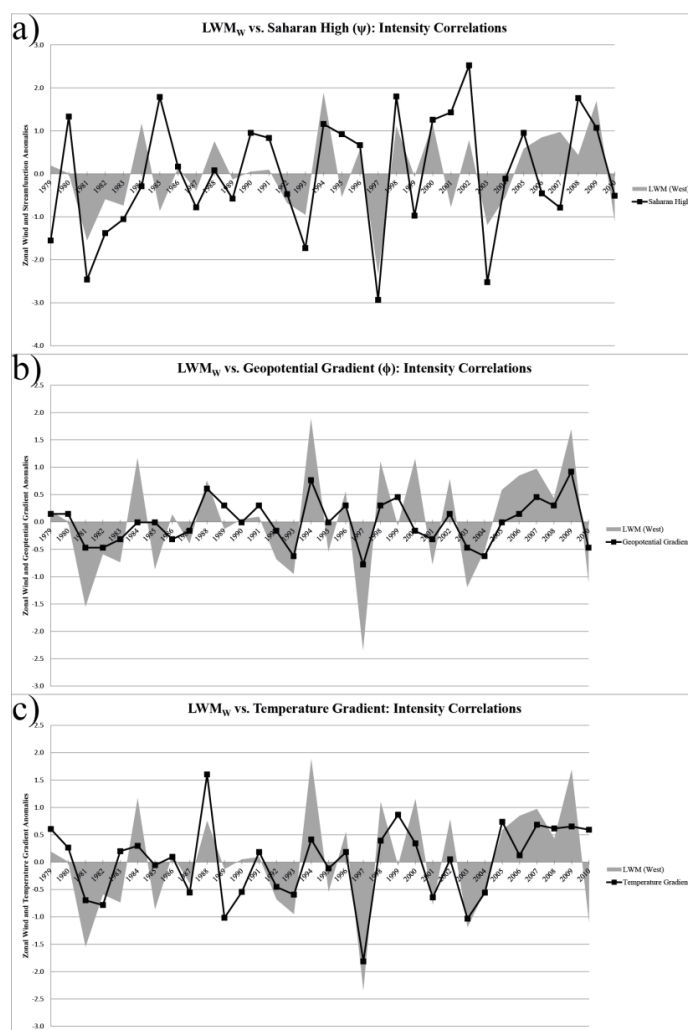 a)
LWMw vs. Saharan High (ψ): Intensity Correlations
Zonal Wind and Streamfunction Anomalies
3.0
2.0
1.0
0.0
-1.0
-2.0
-3.0
-4.0
1979 1980 1981 1982 1983 1984 1985 1986 1987 1988 1989 1990 1991 1992 1993 1994 1995 1996 1997 1998 1999 2000 2001 2002 2003 2004 2005 2006 2007 2008 2009 2010
LWM (West)
Saharan High
b)
LWMw vs. Geopotential Gradient (ϕ): Intensity Correlations
Zonal Wind and Geoptential Gradient Anomalies
2.5
2.0
1.5
1.0
0.5
0.0
-0.5
-1.0
-1.5
-2.0
-2.5
-3.0
1979 1980 1981 1982 1983 1984 1985 1986 1987 1988 1989 1990 1991 1992 1993 1994 1995 1996 1997 1998 1999 2000 2001 2002 2003 2004 2005 2006 2007 2008 2009 2010
LWM (West)
Geopotential Gradient
c)
LWMw vs. Temperature Gradient: Intensity Correlations
Zonal Wind and Temperature Gradient Anomalies
2.5
2.0
1.5
1.0
0.5
0.0
-0.5
-1.0
-1.5
-2.0
-2.5
-3.0
1979 1980 1981 1982 1983 1984 1985 1986 1987 1988 1989 1990 1991 1992 1993 1994 1995 1996 1997 1998 1999 2000 2001 2002 2003 2004 2005 2006 2007 2008 2009 2010
LWM (West)
Temperature Gradient